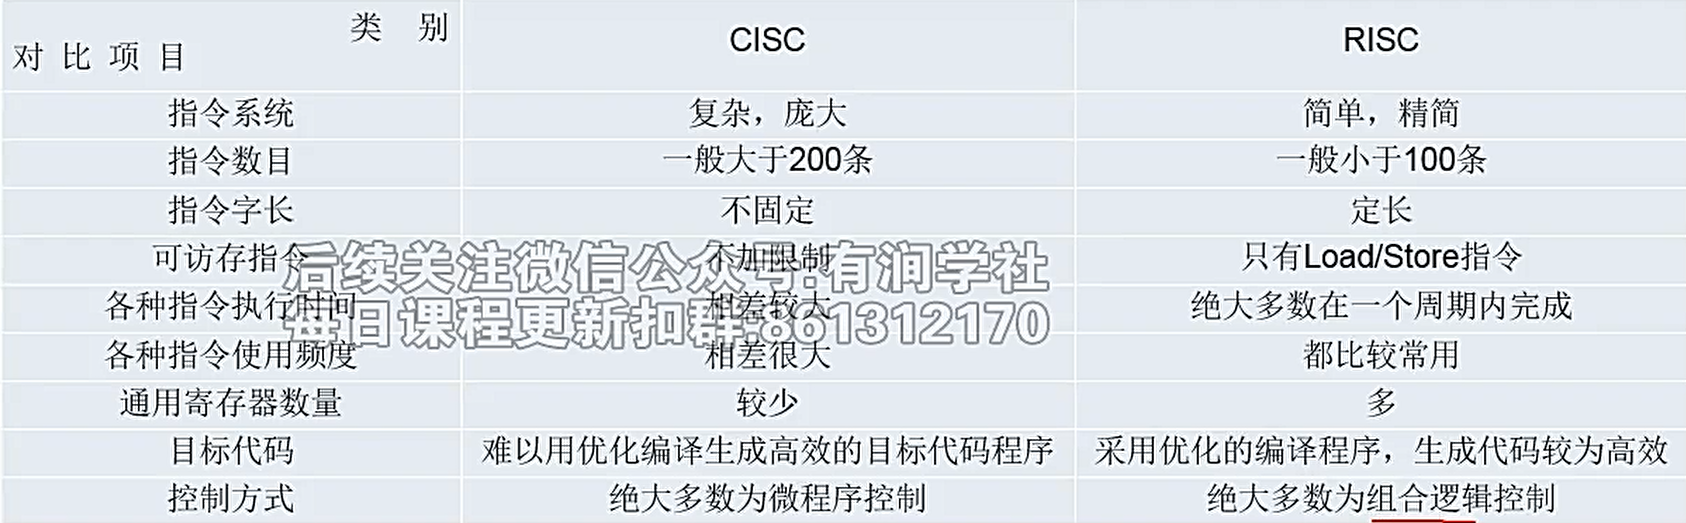 类 别
对 比 项 目 CISC RISC
指令系统 复杂，庞大 简单，精简
指令数目 一般大于200条 一般小于100条
指令字长 不固定 定长
可访存指令 不加限制 只有Load/Store指令
后续关注微信公众号:有润学社
各种指令执行时间 相差较大 绝大多数在一个周期内完成
每日课程更新扣群:861312170
各种指令使用频度 相差很大 都比较常用
通用寄存器数量 较少 多
目标代码 难以用优化编译生成高效的目标代码程序 采用优化的编译程序，生成代码较为高效
控制方式 绝大多数为微程序控制 绝大多数为组合逻辑控制